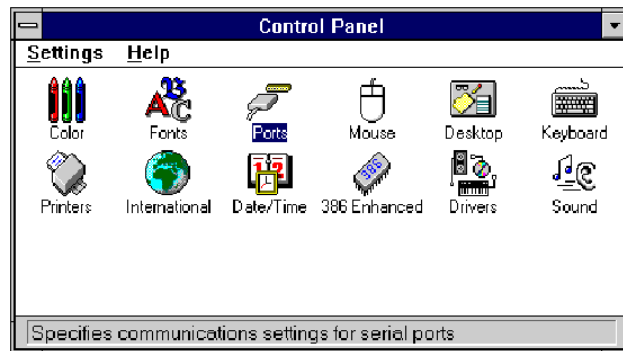 Control Panel
Settings Help
Color Fonts Ports Mouse Desktop Keyboard
386
Printers International Date/Time 386 Enhanced Drivers Sound
Specifies communications settings for serial ports